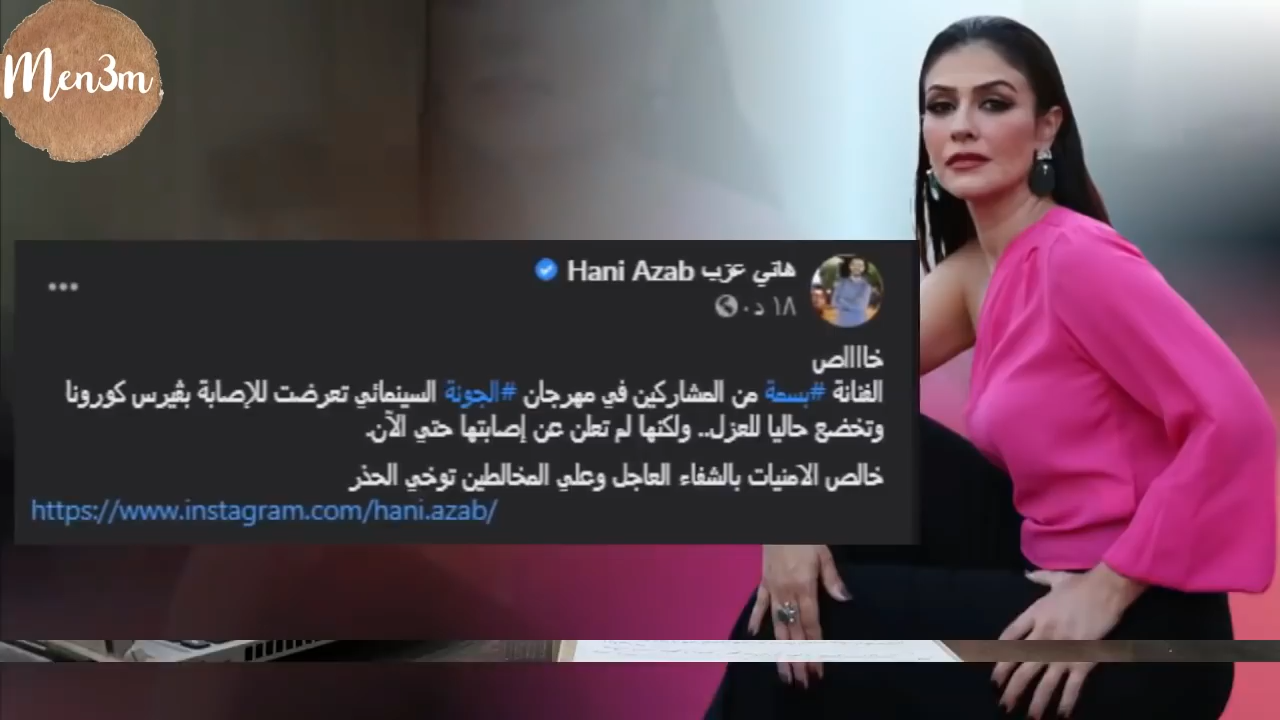 Men3m
هاني عزب Hani Azab
١٨ د ·
خاااالص
الفنانة #بسمة من المشاركين في مهرجان #الجونة السينمائي تعرضت للإصابة بڤيرس كورونا
وتخضع حاليا للعزل.. ولكنها لم تعلن عن إصابتها حتي الآن.
خالص الامنيات بالشفاء العاجل وعلي المخالطين توخي الحذر
https://www.instagram.com/hani.azab/